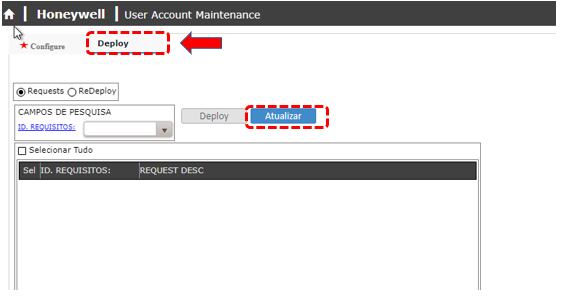 Honeywell User Account Maintenance
★ Configure Deploy
Requests ReDeploy
CAMPOS DE PESQUISA
ID. REQUISITOS:
Deploy Atualizar
Selecionar Tudo
Sel ID. REQUISITOS: REQUEST DESC